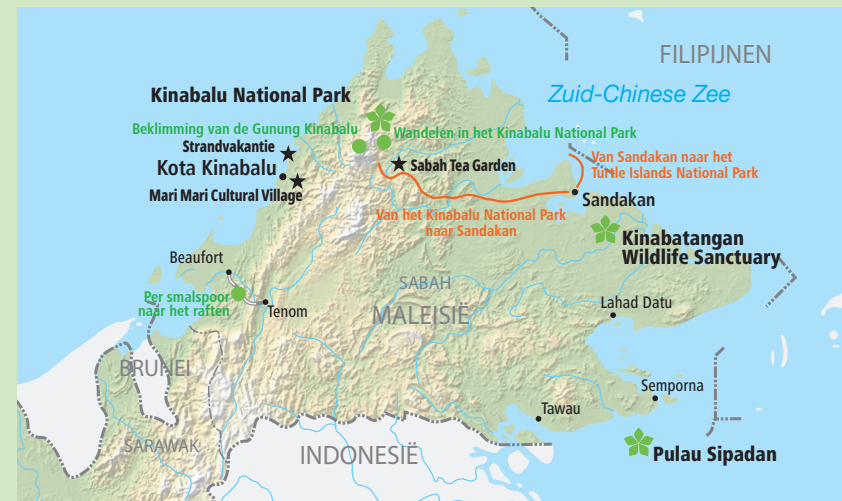 FILIPIJNEN
Kinabalu National Park
Zuid-Chinese Zee
Beklimming van de Gunung Kinabalu
Wandelen in het Kinabalu National Park
Strandvakantie
Kota Kinabalu
Sabah Tea Garden
Van Sandakan naar het
Turtle Islands National Park
Mari Mari Cultural Village
Sandakan
Van het Kinabalu National Park
naar Sandakan
Kinabatangan
Wildlife Sanctuary
Beaufort
SABAH
MALEISIË
Per smalspoor
naar het raften
Tenom
Lahad Datu
BRUNEI
Semporna
Tawau
SARAWAK
INDONESIË
Pulau Sipadan